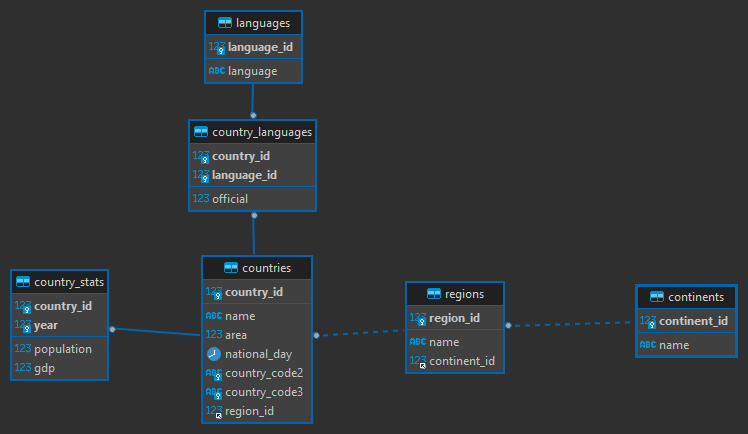 languages
123 language_id
ABC language
country_languages
123 country_id
123 language_id
123 official
country_stats
123 country_id
123 year
123 population
123 gdp
countries
123 country_id
ABC name
123 area
national_day
ABC country_code2
ABC country_code3
123 region_id
regions
123 region_id
ABC name
123 continent_id
continents
123 continent_id
ABC name